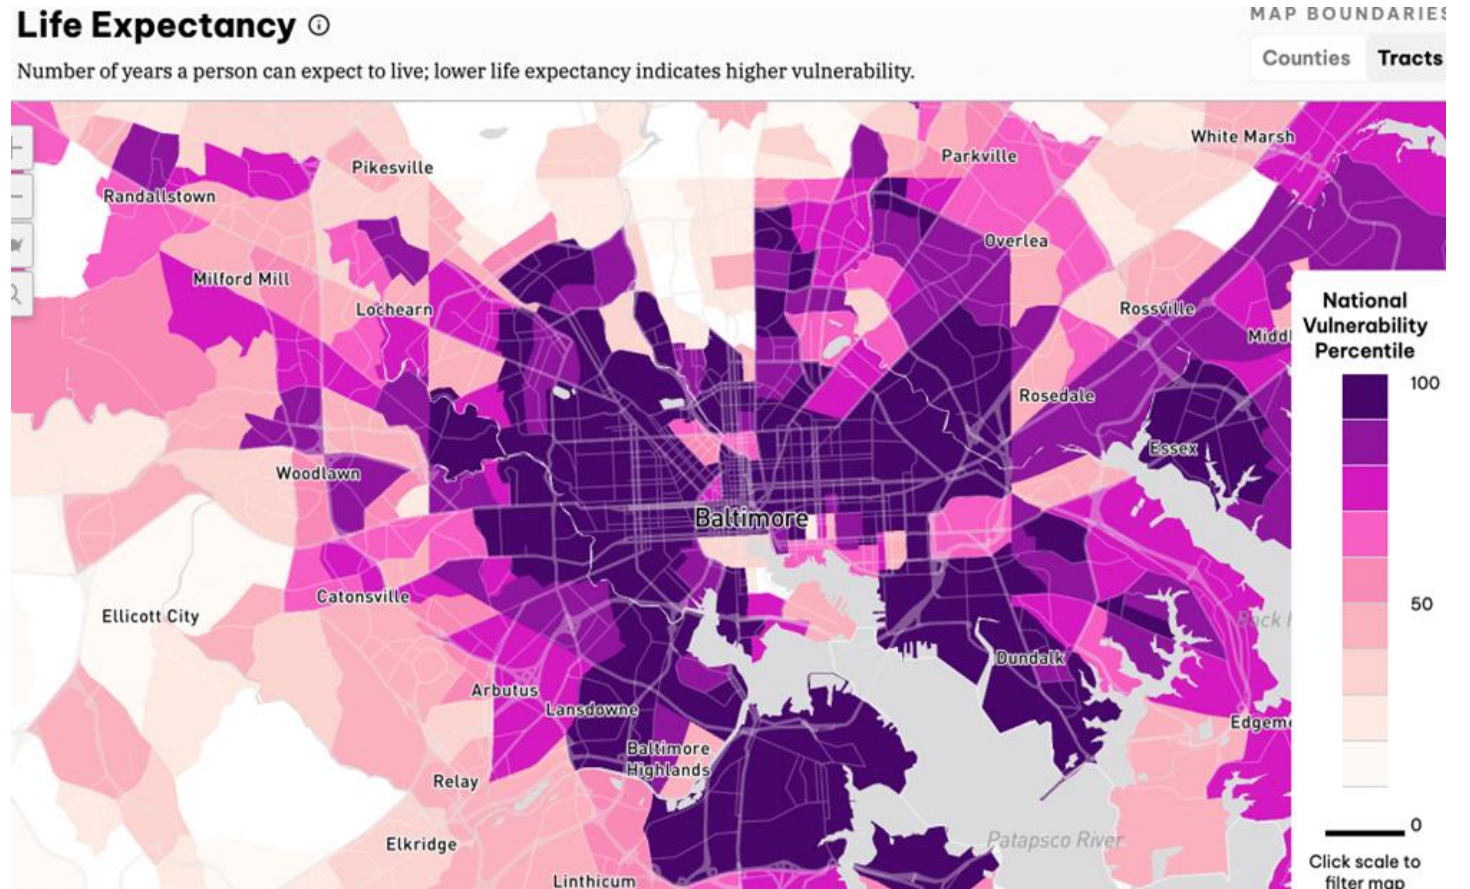 Life Expectancy
MAP BOUNDARIES
Number of years a person can expect to live; lower life expectancy indicates higher vulnerability.
Counties
Tracts
White Marsh
Parkville
Pikesville
Randallstown
Overlea
Milford Mill
Lochearn
Rossville
National
Vulnerability
Percentile
100
Rosedale
Essex
Woodlawn
Baltimore
50
Catonsville
Ellicott City
Dundalk
Arbutus
Lansdowne
Baltimore
Highlands
Relay
Patapsco River
0
Elkridge
Click scale to
filter map
Linthicum